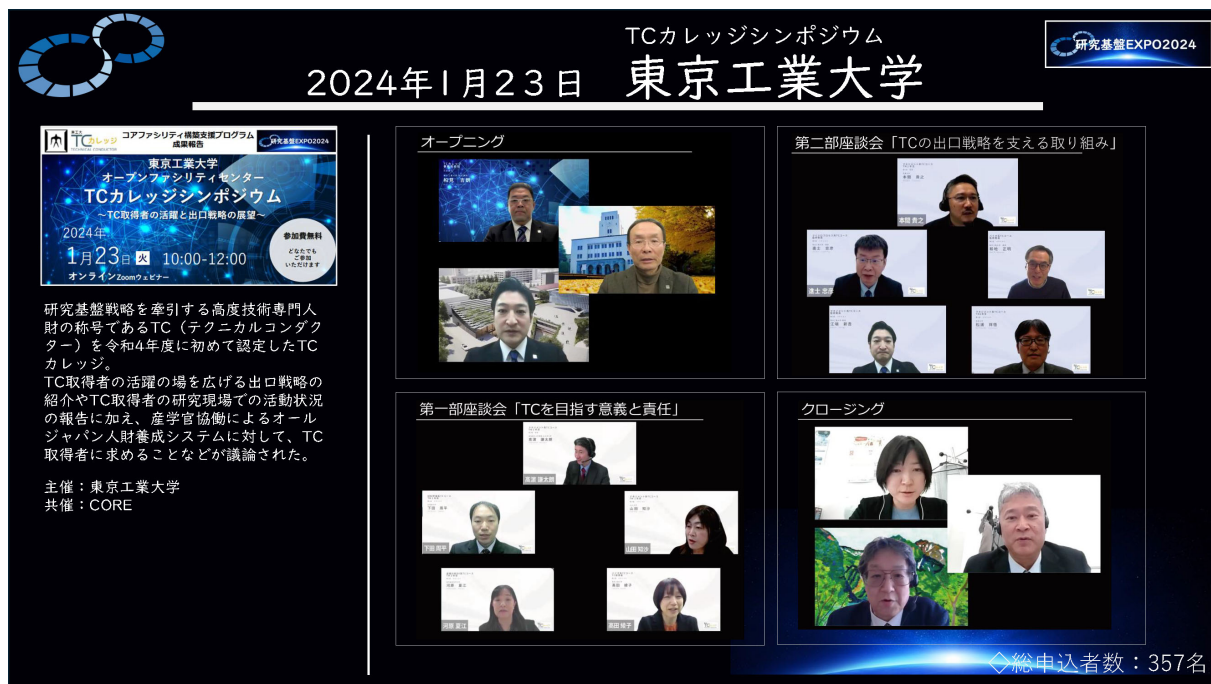 TCカレッジシンポジウム
2024年1月23日 東京工業大学
研究基盤EXPO2024
TCカレッジ
TECHNICAL CONDUCTOR
コアファシリティ構築支援プログラム
成果報告
研究基盤EXPO2024
東京工業大学
オープンファシリティセンター
TCカレッジシンポジウム
~TC取得者の活躍と出口戦略の展望~
2024年
1月23日 火 10:00-12:00
オンラインZoomウェビナー
参加費無料
どなたでも
ご参加
いただけます
研究基盤戦略を牽引する高度技術専門人
財の称号であるTC(テクニカルコンダク
ター)を令和4年度に初めて認定したTC
カレッジ。
TC取得者の活躍の場を広げる出口戦略の
紹介やTC取得者の研究現場での活動状況
の報告に加え、産学官協働によるオール
ジャパン人財養成システムに対して、TC
取得者に求めることなどが議論された。
主催:東京工業大学
共催:CORE
オープニング
第二部座談会「TCの出口戦略を支える取り組み」
本間 貴之
第一部座談会「TCを目指す意義と責任」
山田 知沙
河原 夏江
高田 綾子
クロージング
◇総申込者数:357名